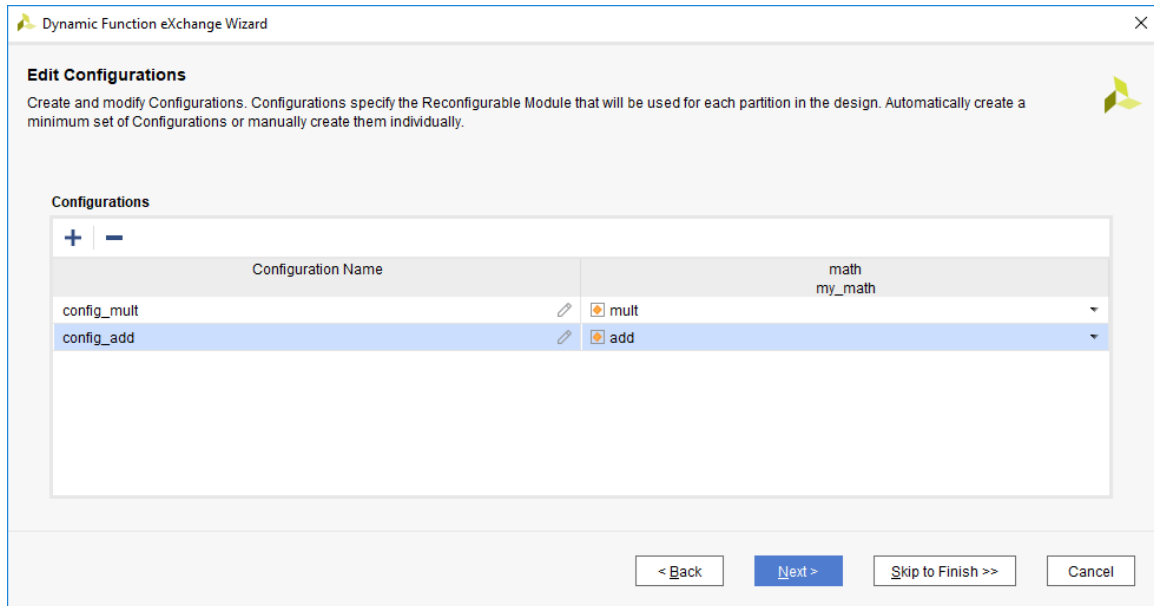 Dynamic Function eXchange Wizard
Edit Configurations
Create and modify Configurations. Configurations specify the Reconfigurable Module that will be used for each partition in the design. Automatically create a
minimum set of Configurations or manually create them individually.
Configurations
Configuration Name
math
my_math
config_mult mult
config_add add
< Back Next > Skip to Finish >> Cancel